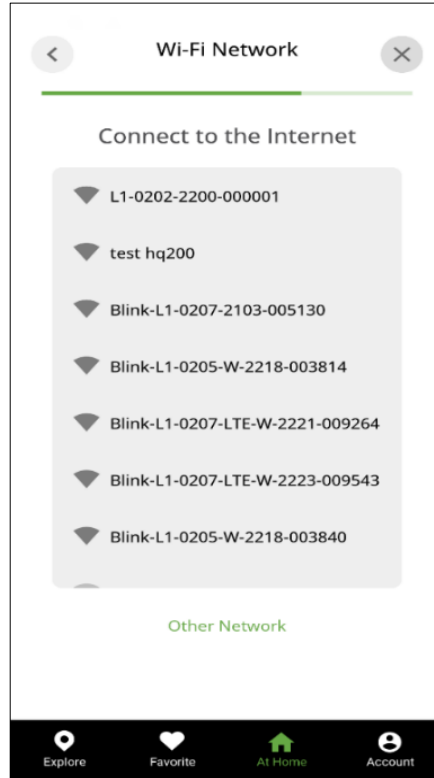 Wi-Fi Network
Connect to the Internet
L1-0202-2200-000001
test hq200
Blink-L1-0207-2103-005130
Blink-L1-0205-W-2218-003814
Blink-L1-0207-LTE-W-2221-009264
Blink-L1-0207-LTE-W-2223-009543
Blink-L1-0205-W-2218-003840
Other Network
Explore Favorite At Home Account